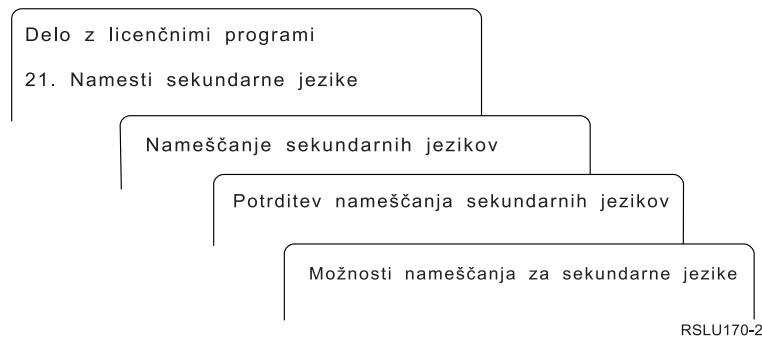 Delo z licenčnimi programi
21. Namesti sekundarne jezike
Nameščanje sekundarnih jezikov
Potrditev nameščanja sekundarnih jezikov
Možnosti nameščanja za sekundarne jezike
RSLU170-2